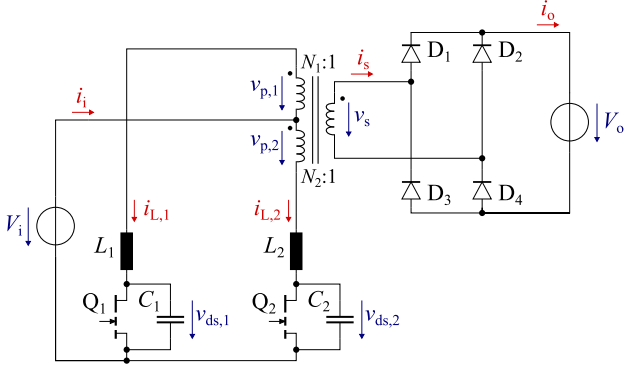 i_o
N_1:1
D_1
D_2
i_s
v_p,1
i_i
v_s
v_p,2
V_o
N_2:1
D_3
D_4
i_L,1
i_L,2
V_i
L_1
L_2
Q_1
C_1
v_ds,1
Q_2
C_2
v_ds,2